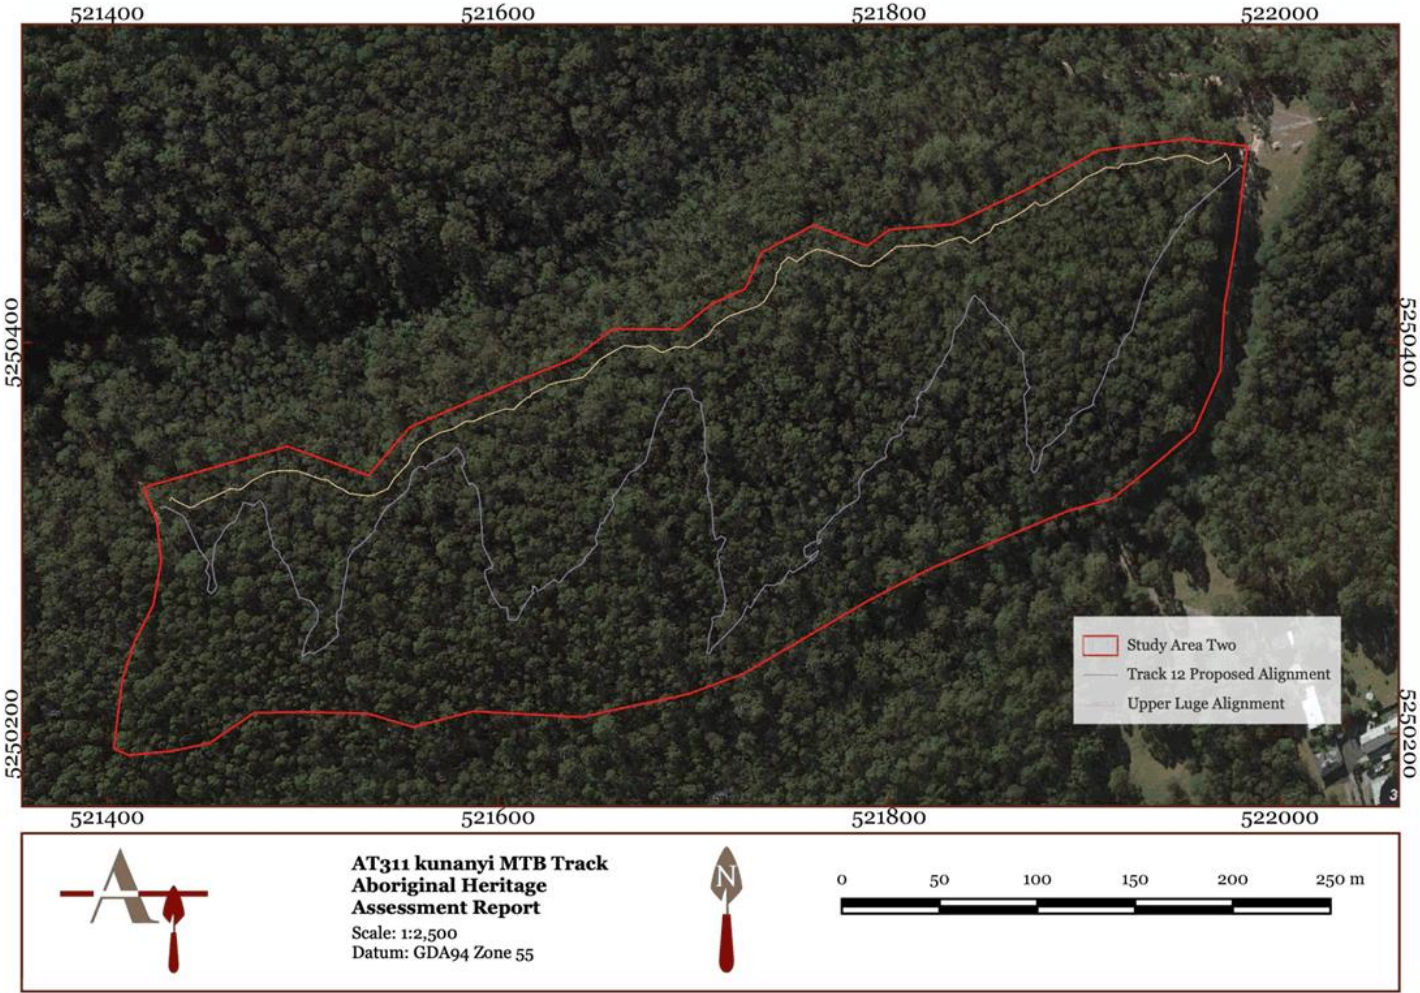 521400 521600 521800 522000
5250400 5250400
Study Area Two
Track 12 Proposed Alignment
Upper Luge Alignment
5250200 5250200
3
521400 521600 521800 522000
AT311 kunanyi MTB Track
Aboriginal Heritage
Assessment Report
Scale: 1:2,500
Datum: GDA94 Zone 55
A
N
0 50 100 150 200 250 m